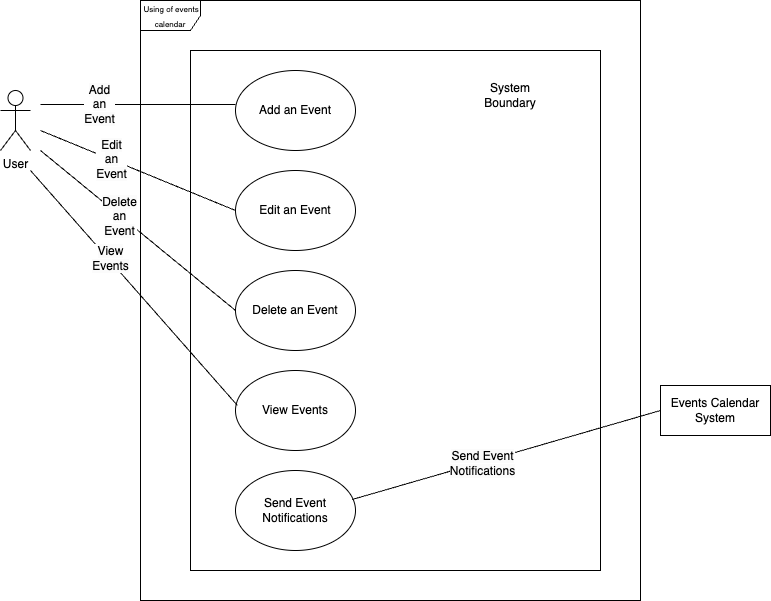 Using of events
calendar
System
Boundary
User
Add
an
Event
Edit
an
Event
Delete
an
Event
View
Events
Add an Event
Edit an Event
Delete an Event
View Events
Send Event
Notifications
Send Event
Notifications
Events Calendar
System